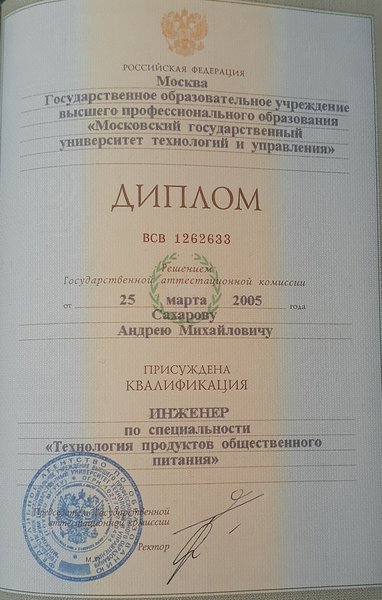 РОССИЙСКАЯ ФЕДЕРАЦИЯ
Москва
Государственное образовательное учреждение
высшего профессионального образования
«Московский государственный
университет технологий и управления»
ДИПЛОМ
ВСВ 1262633
Решением
Государственной аттестационной комиссии
от 25 марта 2005 года
Сахарову
Андрею Михайловичу
ПРИСУЖДЕНА
КВАЛИФИКАЦИЯ
ИНЖЕНЕР
по специальности
«Технология продуктов общественного
питания»
Председатель Государственной
аттестационной комиссии
Ректор